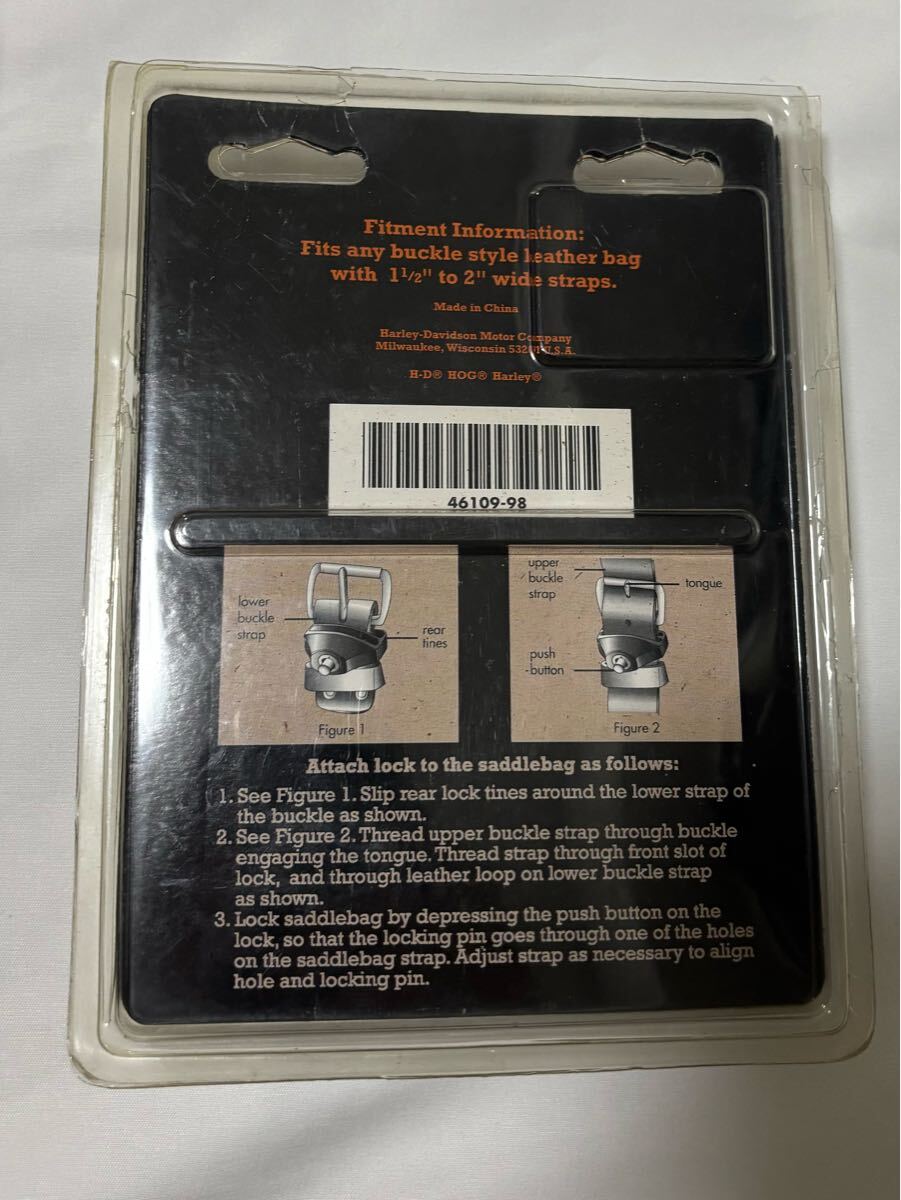 Fitment Information:
Fits any buckle style leather bag
with 1 1/2" to 2" wide straps.
Made in China
Harley-Davidson Motor Company
Milwaukee, Wisconsin U.S.A.
H-D® HOG® Harley®
46109-98
lower
buckle
strap
rear
tines
Figure 1
upper
buckle
strap
tongue
push
-button
Figure 2
Attach lock to the saddlebag as follows:
1. See Figure 1. Slip rear lock tines around the lower strap of
the buckle as shown.
2. See Figure 2. Thread upper buckle strap through buckle
engaging the tongue. Thread strap through front slot of
lock, and through leather loop on lower buckle strap
as shown.
3. Lock saddlebag by depressing the push button on the
lock, so that the locking pin goes through one of the holes
on the saddlebag strap. Adjust strap as necessary to align
hole and locking pin.